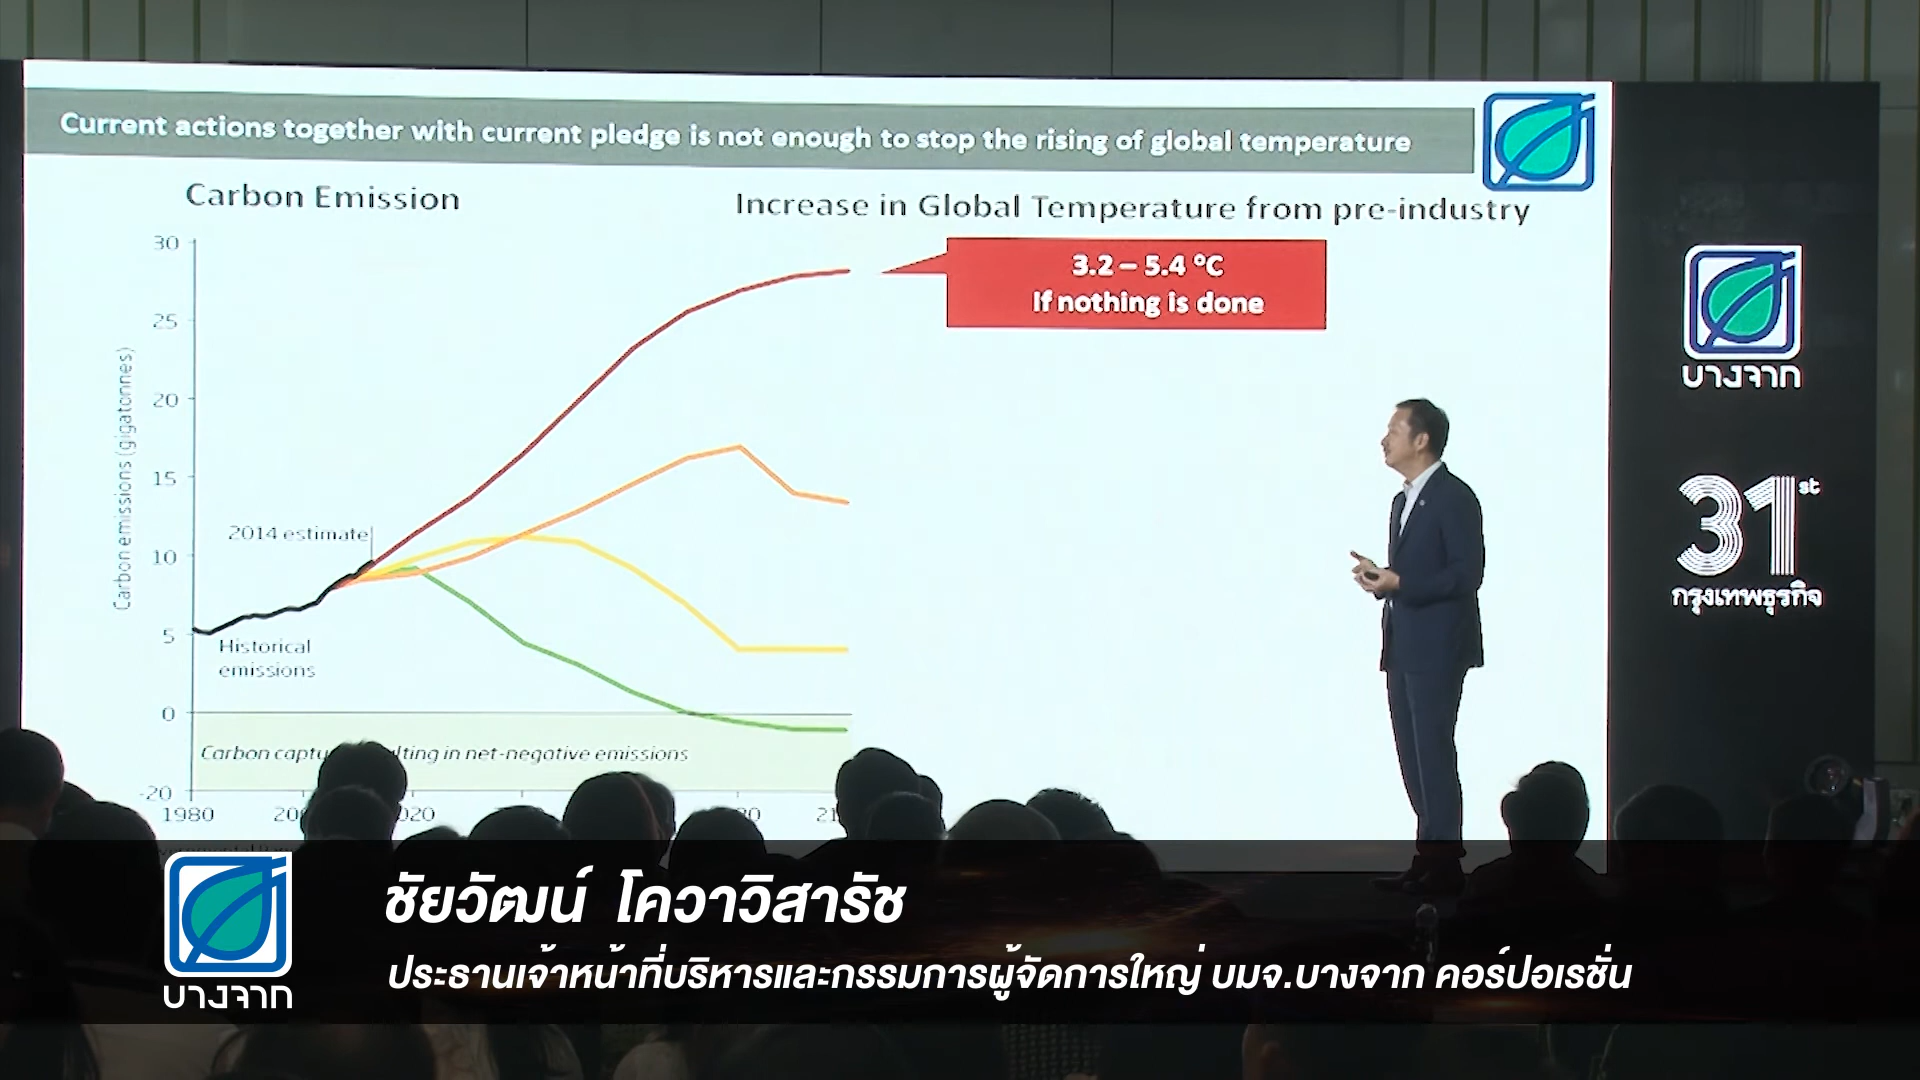 Current actions together with current pledge is not enough to stop the rising of global temperature
Carbon Emission
Increase in Global Temperature from pre-industry
3.2 – 5.4 °C
If nothing is done
Carbon emissions (gigatonnes)
30
25
20
15
10
5
0
-20
2014 estimate
Historical
emissions
in net-negative emissions
Carbon
1980
บางจาก
31st
กรุงเทพธุรกิจ
บางจาก
ชัยวัฒน์ โควาวิสารัช
ประธานเจ้าหน้าที่บริหารและกรรมการผู้จัดการใหญ่ บมจ.บางจาก คอร์ปอเรชั่น